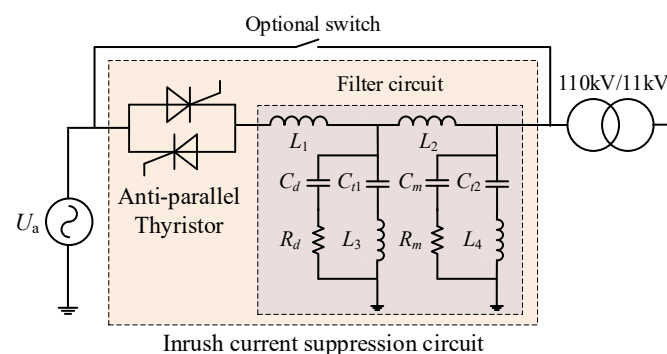 Optional switch
Filter circuit
110kV/11kV
L1
L2
Cd
Ct1
Cm
Ct2
Anti-parallel
Thyristor
Ua
Rd
L3
Rm
L4
Inrush current suppression circuit